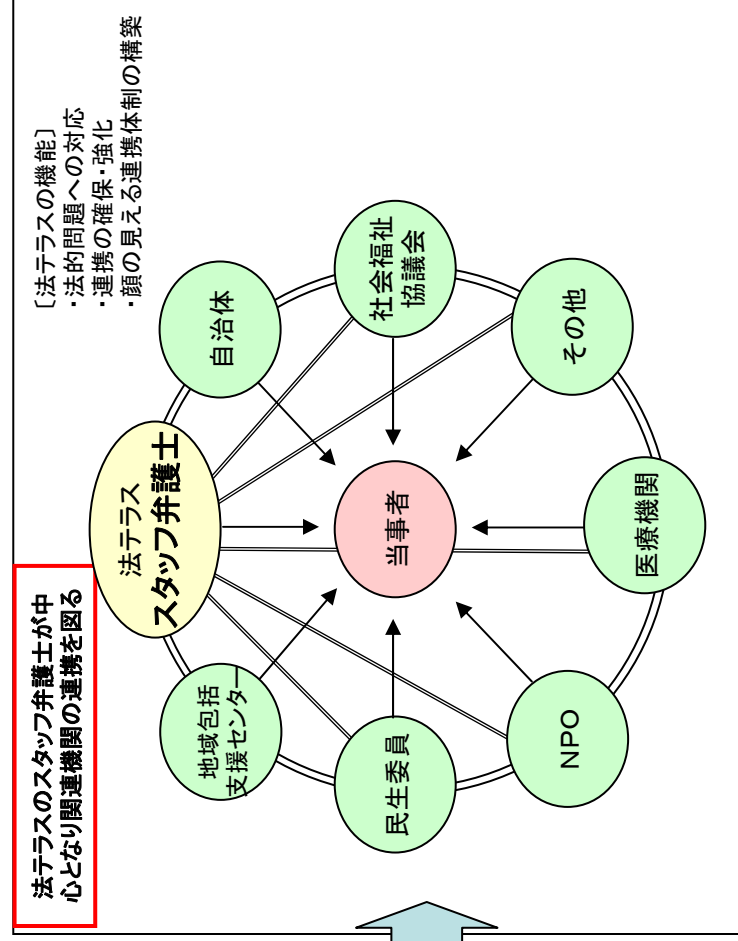 法テラスのスタッフ弁護士が中
心となり関連機関の連携を図る
〔法テラスの機能〕
・法的問題への対応
・連携の確保・強化
・顔の見える連携体制の構築
法テラス
スタッフ弁護士
地域包括
支援センター
自治体
民生委員
当事者
社会福祉
協議会
NPO
その他
医療機関